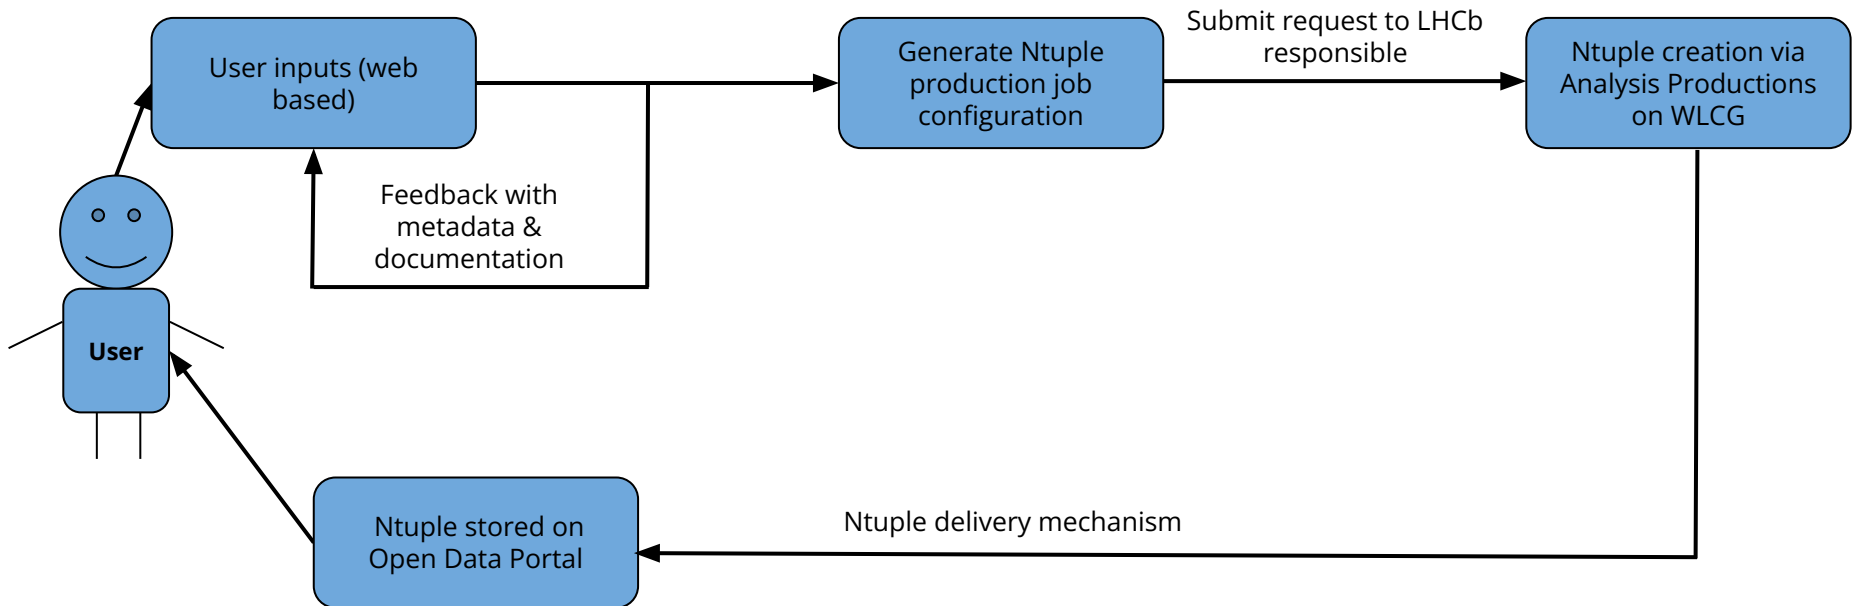 User inputs (web
based)
Generate Ntuple
production job
configuration
Submit request to LHCb
responsible
Ntuple creation via
Analysis Productions
on WLCG
Feedback with
metadata &
documentation
User
Ntuple delivery mechanism
Ntuple stored on
Open Data Portal